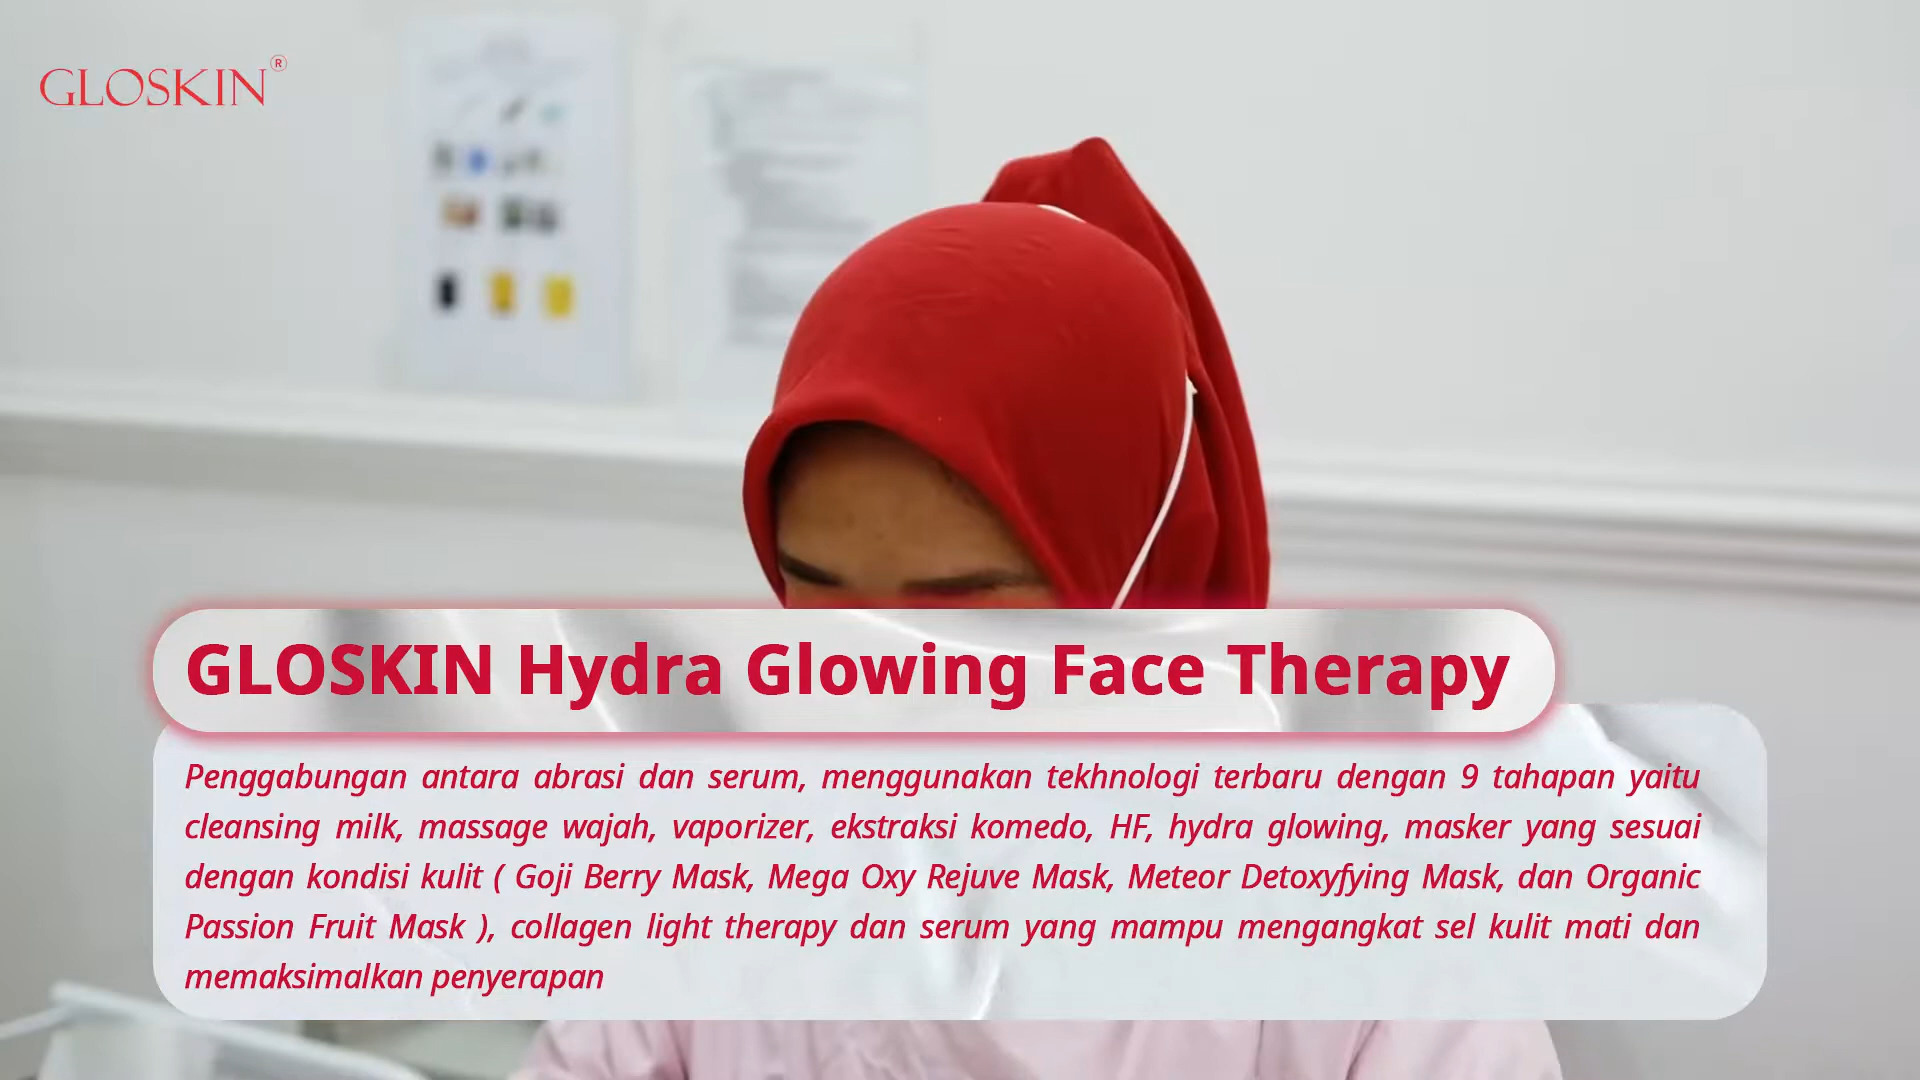 GLOSKIN®
GLOSKIN Hydra Glowing Face Therapy
Penggabungan antara abrasi dan serum, menggunakan tekhnologi terbaru dengan 9 tahapan yaitu
cleansing milk, massage wajah, vaporizer, ekstraksi komedo, HF, hydra glowing, masker yang sesuai
dengan kondisi kulit ( Goji Berry Mask, Mega Oxy Rejuve Mask, Meteor Detoxyfying Mask, dan Organic
Passion Fruit Mask ), collagen light therapy dan serum yang mampu mengangkat sel kulit mati dan
memaksimalkan penyerapan